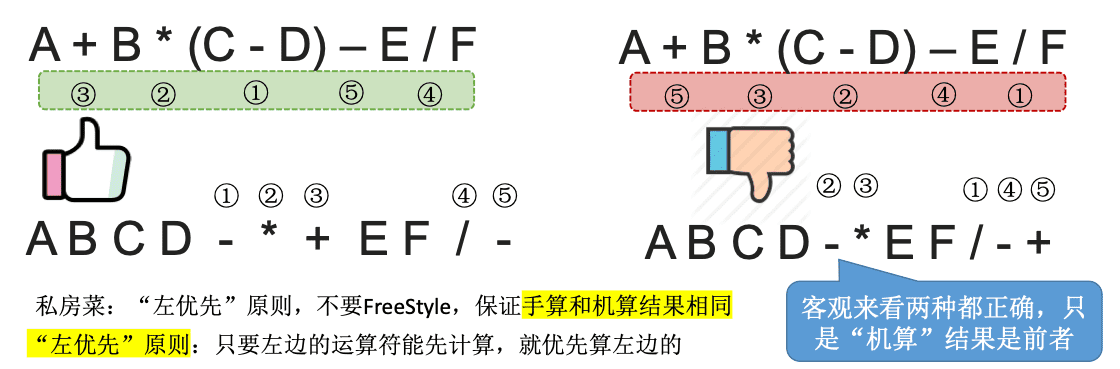 A + B * (C - D) – E / F
③ ② ① ⑤ ④
① ② ③ ④ ⑤
A B C D - * + E F / -
A + B * (C - D) – E / F
⑤ ③ ② ④ ①
② ③ ① ④ ⑤
A B C D - * E F / - +
客观来看两种都正确，只
是“机算”结果是前者
私房菜：“左优先”原则，不要FreeStyle，保证手算和机算结果相同
“左优先”原则：只要左边的运算符能先计算，就优先算左边的